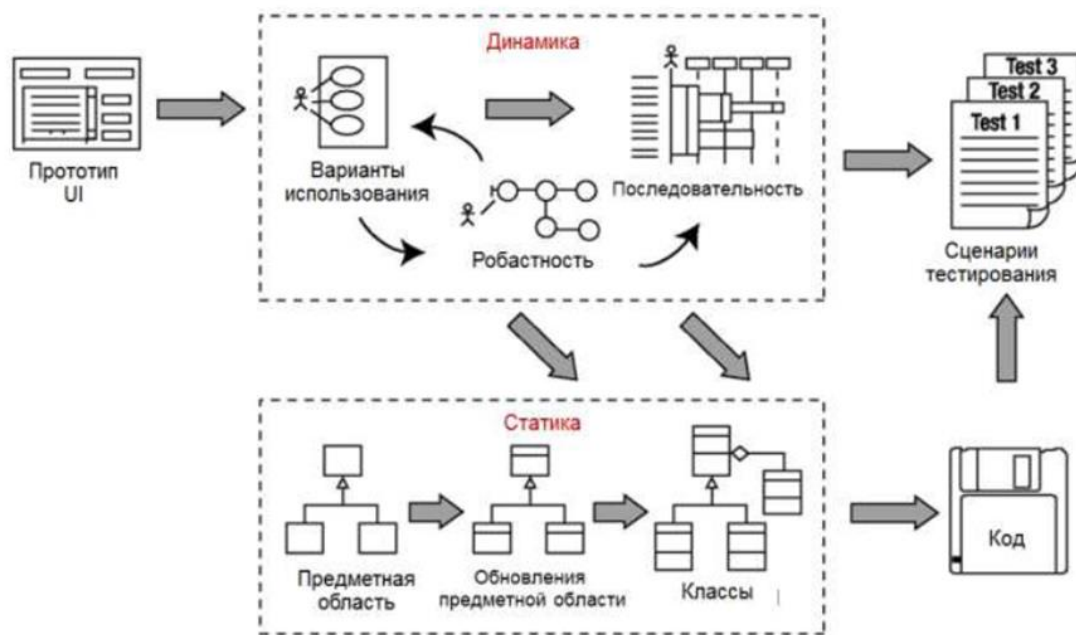 Динамика
Прототип
UI
Варианты
использования
Робастность
Последовательность
Test 3
Test 2
Test 1
Сценарии
тестирования
Статика
Предметная
область
Обновления
предметной области
Классы
Код